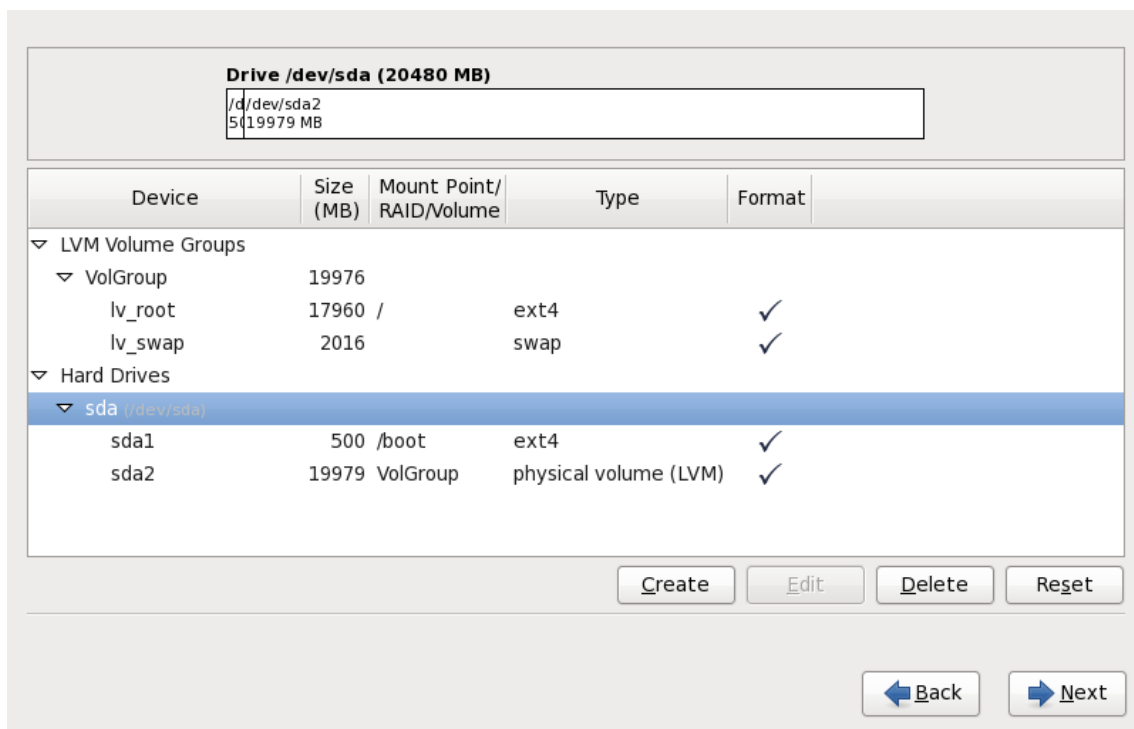 Drive /dev/sda (20480 MB)
/d/dev/sda2
50 19979 MB
Device Size (MB) Mount Point/ RAID/Volume Type Format
LVM Volume Groups
VolGroup 19976
lv_root 17960 / ext4 ✓
lv_swap 2016 swap ✓
Hard Drives
sda (/dev/sda)
sda1 500 /boot ext4 ✓
sda2 19979 VolGroup physical volume (LVM) ✓
Create Edit Delete Reset
Back Next